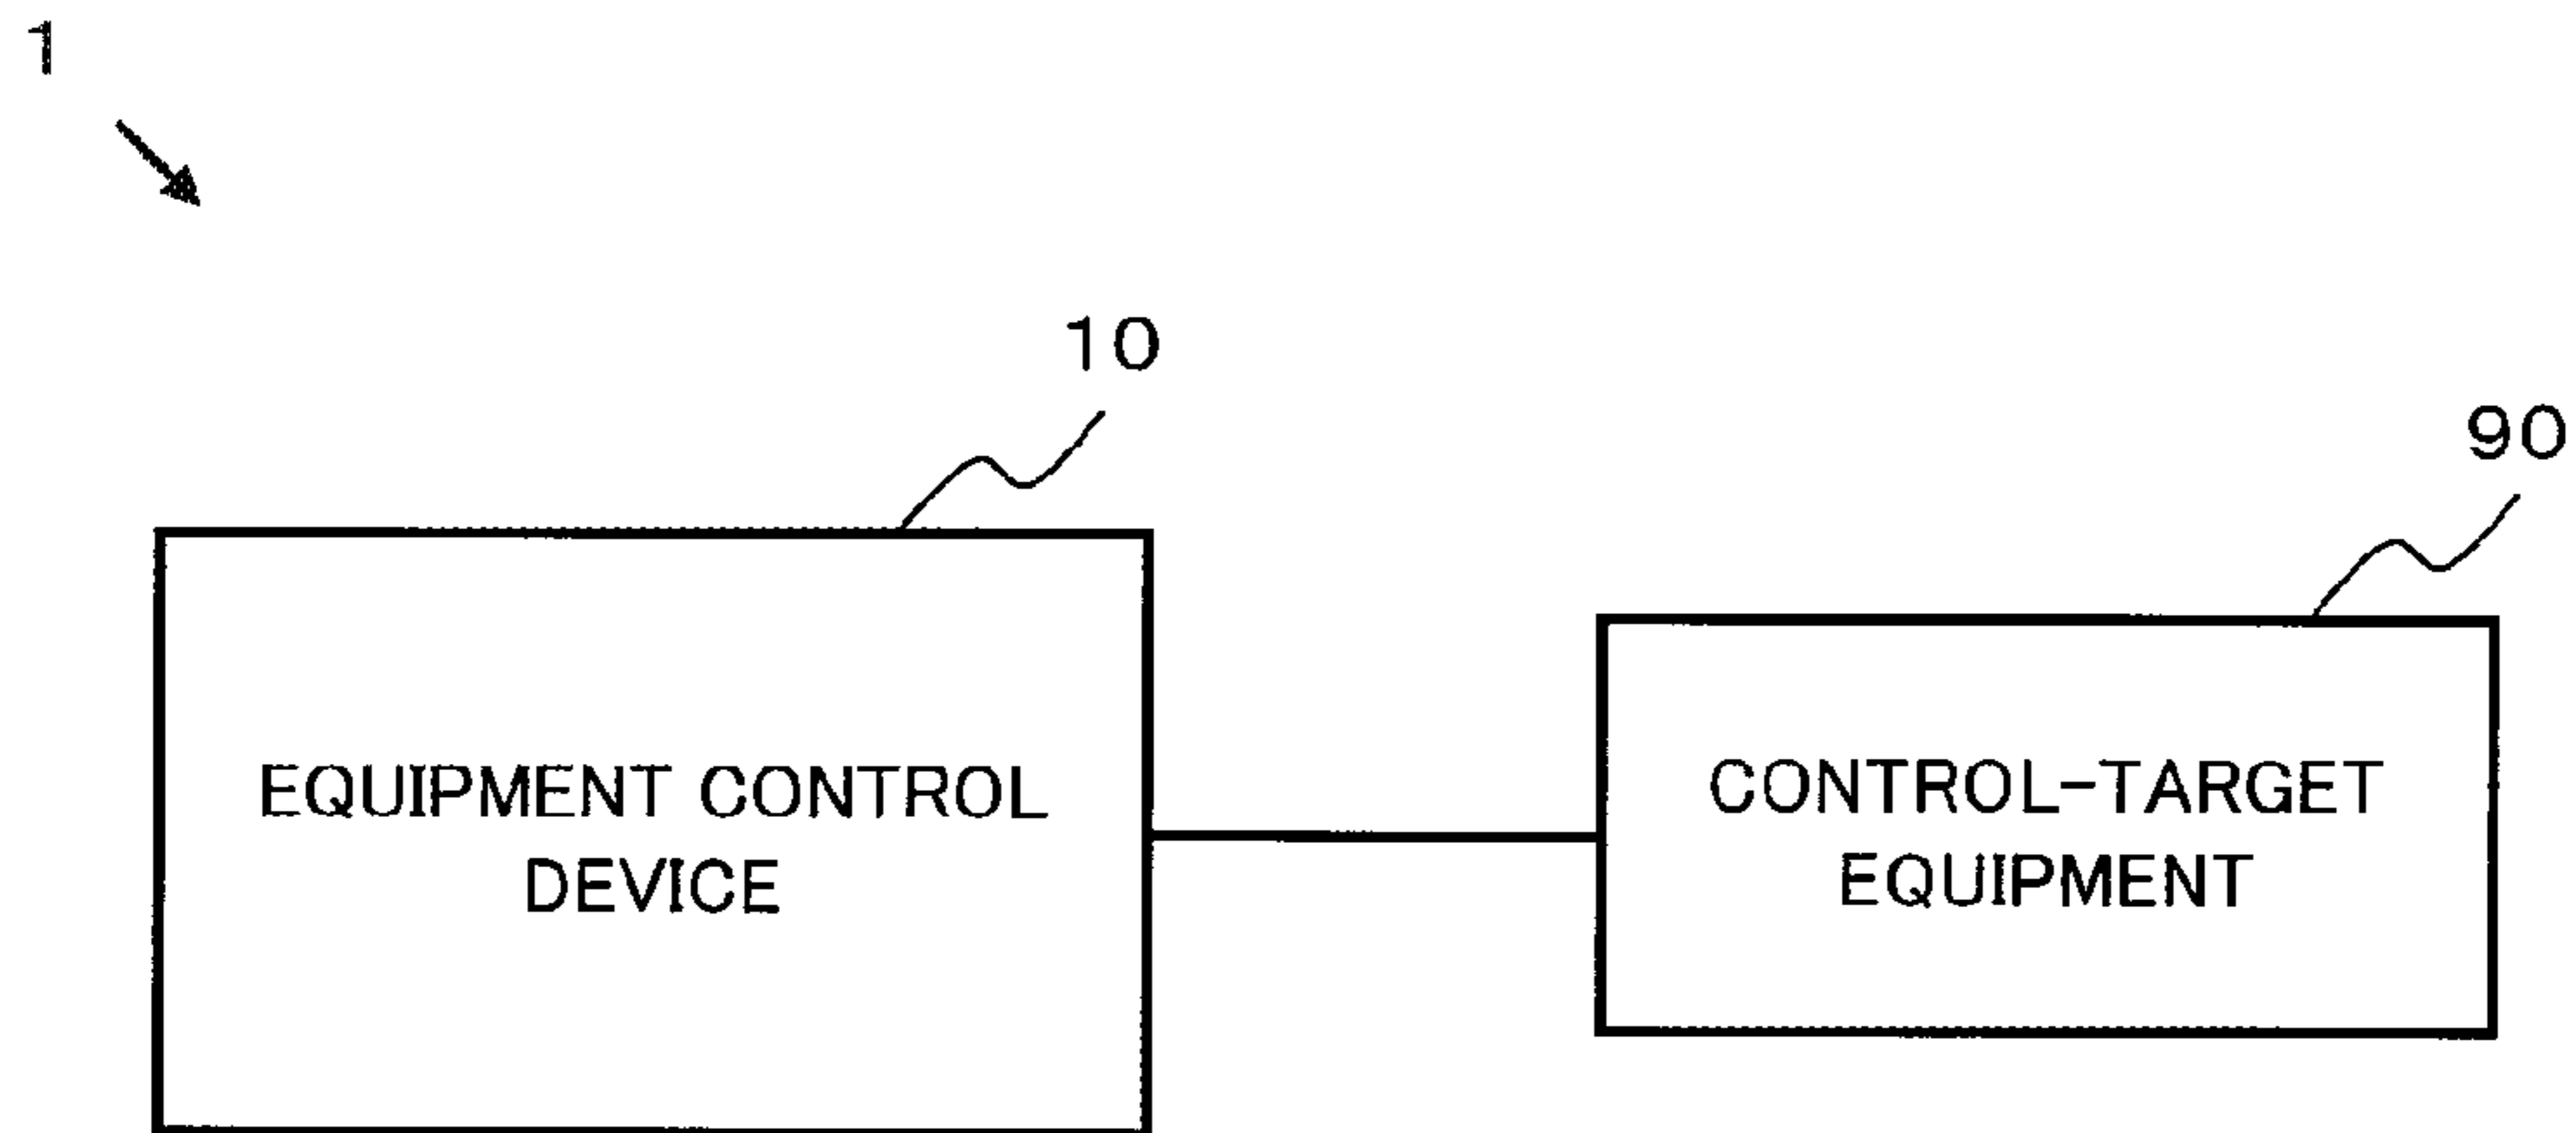 1
10
90
EQUIPMENT CONTROL
DEVICE
CONTROL-TARGET
EQUIPMENT